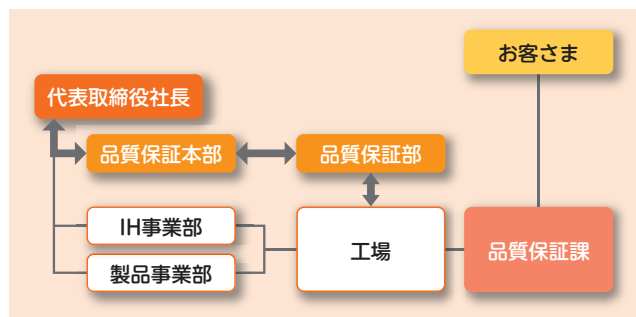 お客さま
代表取締役社長
品質保証本部
品質保証部
IH事業部
製品事業部
工場
品質保証課